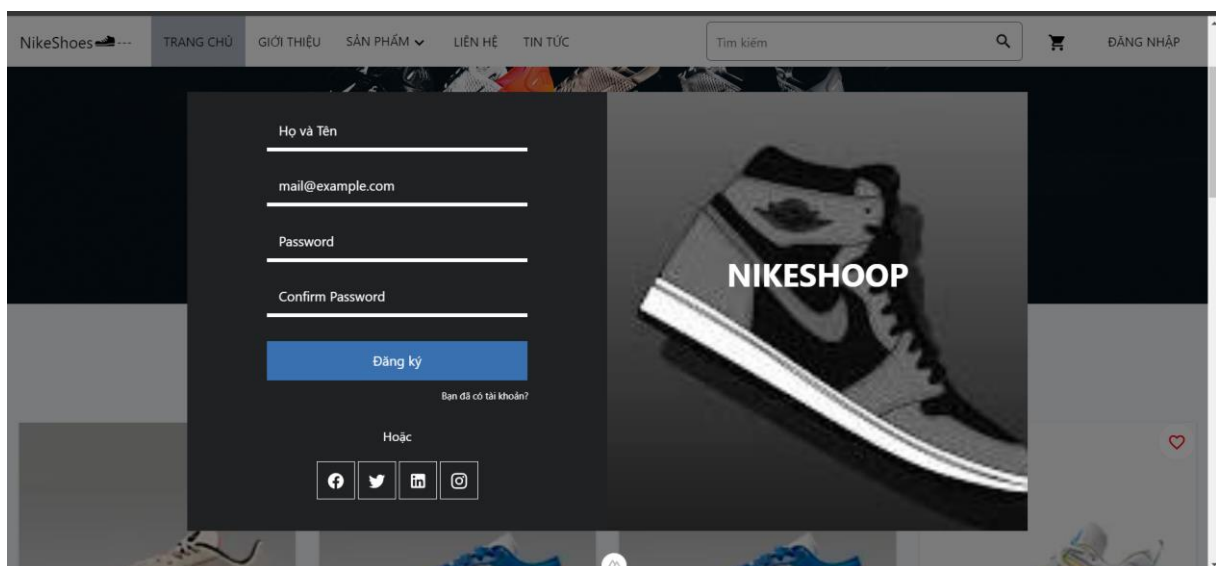 NikeShoes --- TRANG CHỦ GIỚI THIỆU SẢN PHẨM LIÊN HỆ TIN TỨC Tìm kiếm ĐĂNG NHẬP
Họ và Tên
mail@example.com
Password
Confirm Password
Đăng ký
Bạn đã có tài khoản?
Hoặc
NIKESHOOP